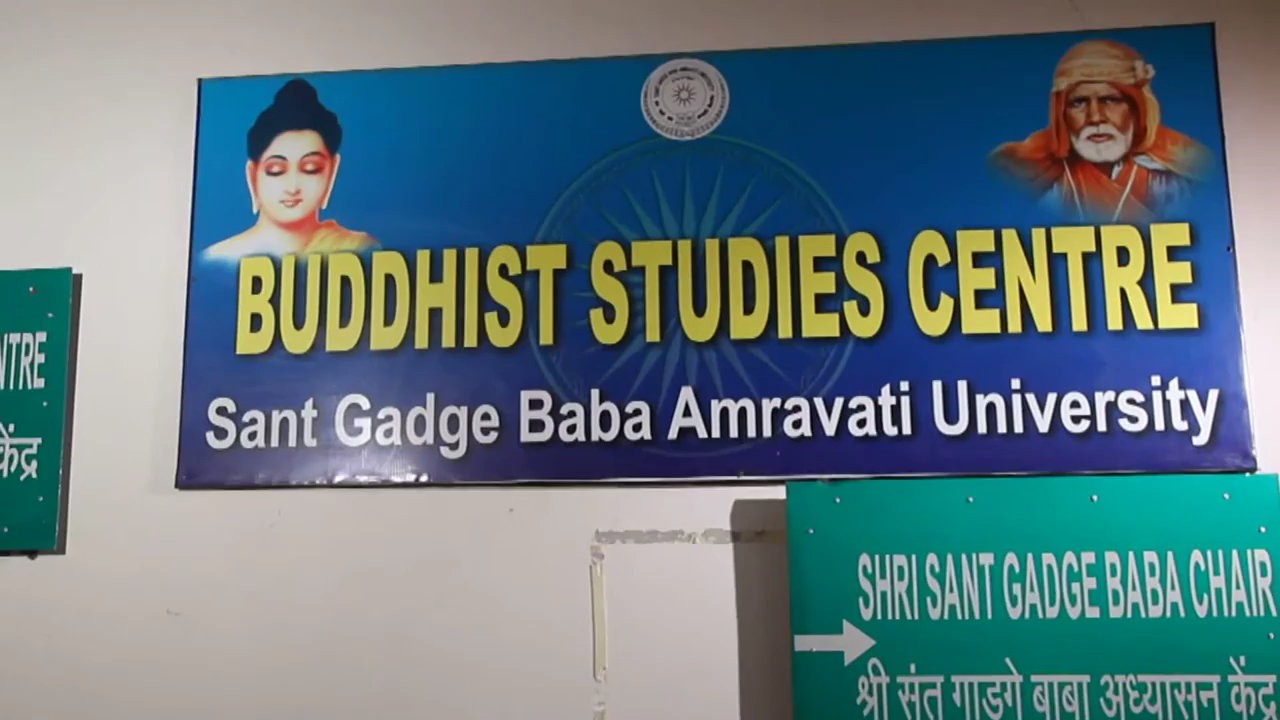 BUDDHIST STUDIES CENTRE
Sant Gadge Baba Amravati University
NTRE
केंद्र
SHRI SANT GADGE BABA CHAIR
श्री संत गाडगे बाबा अध्यासन केंद्र